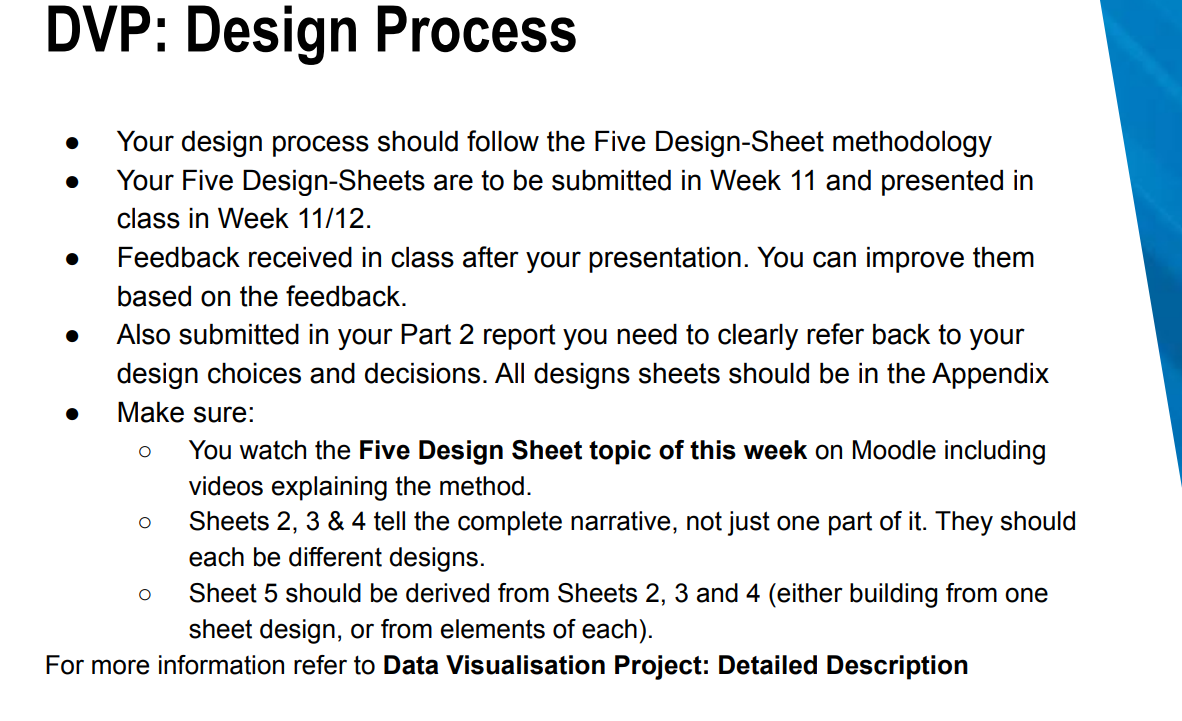 DVP: Design Process
● Your design process should follow the Five Design-Sheet methodology
● Your Five Design-Sheets are to be submitted in Week 11 and presented in
class in Week 11/12.
● Feedback received in class after your presentation. You can improve them
based on the feedback.
● Also submitted in your Part 2 report you need to clearly refer back to your
design choices and decisions. All designs sheets should be in the Appendix
● Make sure:
○ You watch the Five Design Sheet topic of this week on Moodle including
videos explaining the method.
○ Sheets 2, 3 & 4 tell the complete narrative, not just one part of it. They should
each be different designs.
○ Sheet 5 should be derived from Sheets 2, 3 and 4 (either building from one
sheet design, or from elements of each).
For more information refer to Data Visualisation Project: Detailed Description